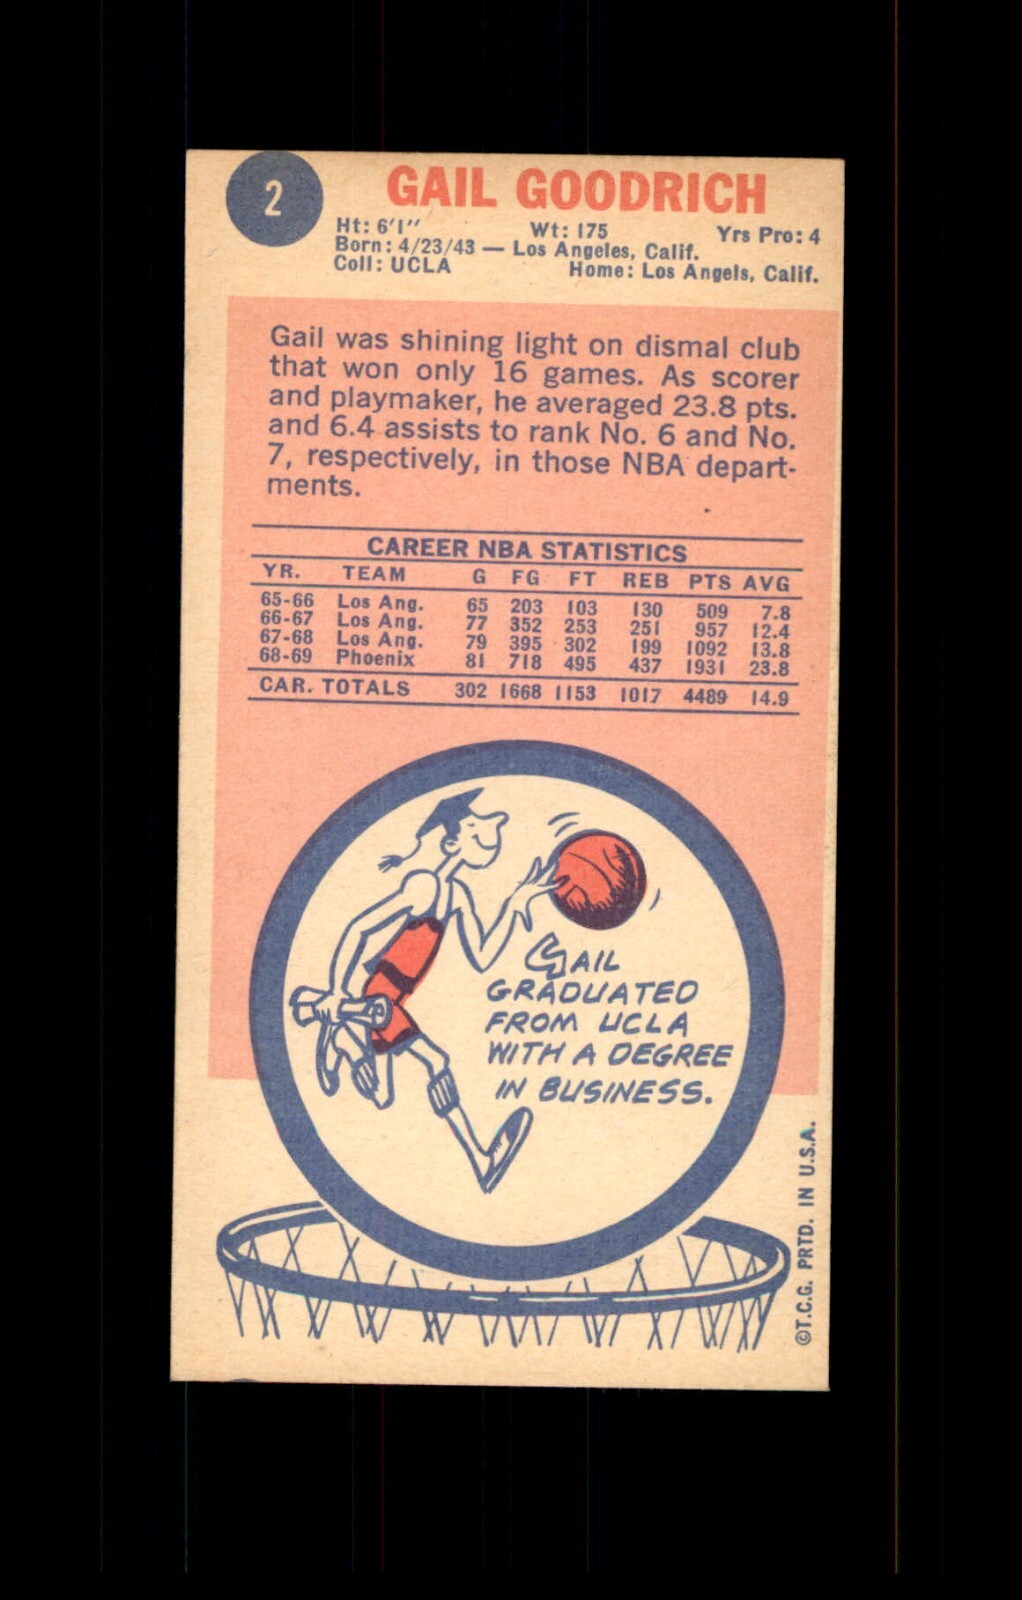 2
GAIL GOODRICH
Ht: 6'1" Wt: 175 Yrs Pro: 4
Born: 4/23/43 — Los Angeles, Calif.
Coll: UCLA Home: Los Angels, Calif.
Gail was shining light on dismal club
that won only 16 games. As scorer
and playmaker, he averaged 23.8 pts.
and 6.4 assists to rank No. 6 and No.
7, respectively, in those NBA depart-
ments.
CAREER NBA STATISTICS
YR. TEAM G FG FT REB PTS AVG
65-66 Los Ang. 65 203 103 130 509 7.8
66-67 Los Ang. 77 352 253 251 957 12.4
67-68 Los Ang. 79 395 302 199 1092 13.8
68-69 Phoenix 81 718 495 437 1931 23.8
CAR. TOTALS 302 1668 1153 1017 4489 14.9
GAIL
GRADUATED
FROM UCLA
WITH A DEGREE
IN BUSINESS.
©T.C.G. PRTD. IN U.S.A.